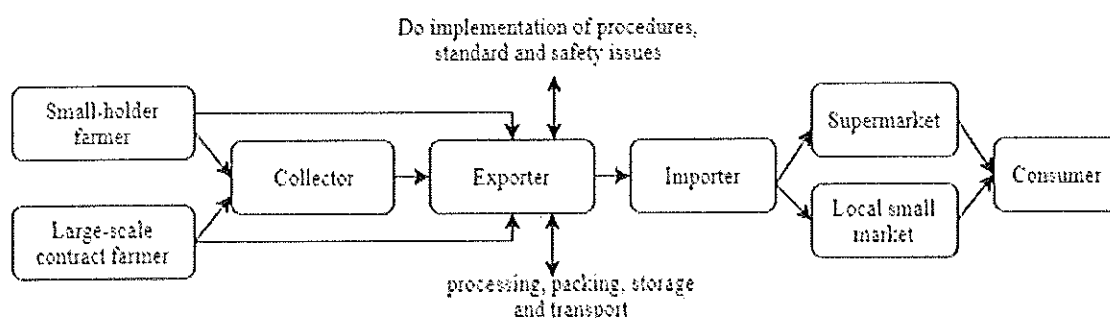 Do implementation of procedures,
standard and safety issues
Small-holder
farmer
Supermarket
Collector
Exporter
Importer
Consumer
Large-scale
contract farmer
Local small
market
processing, packing, storage
and transport